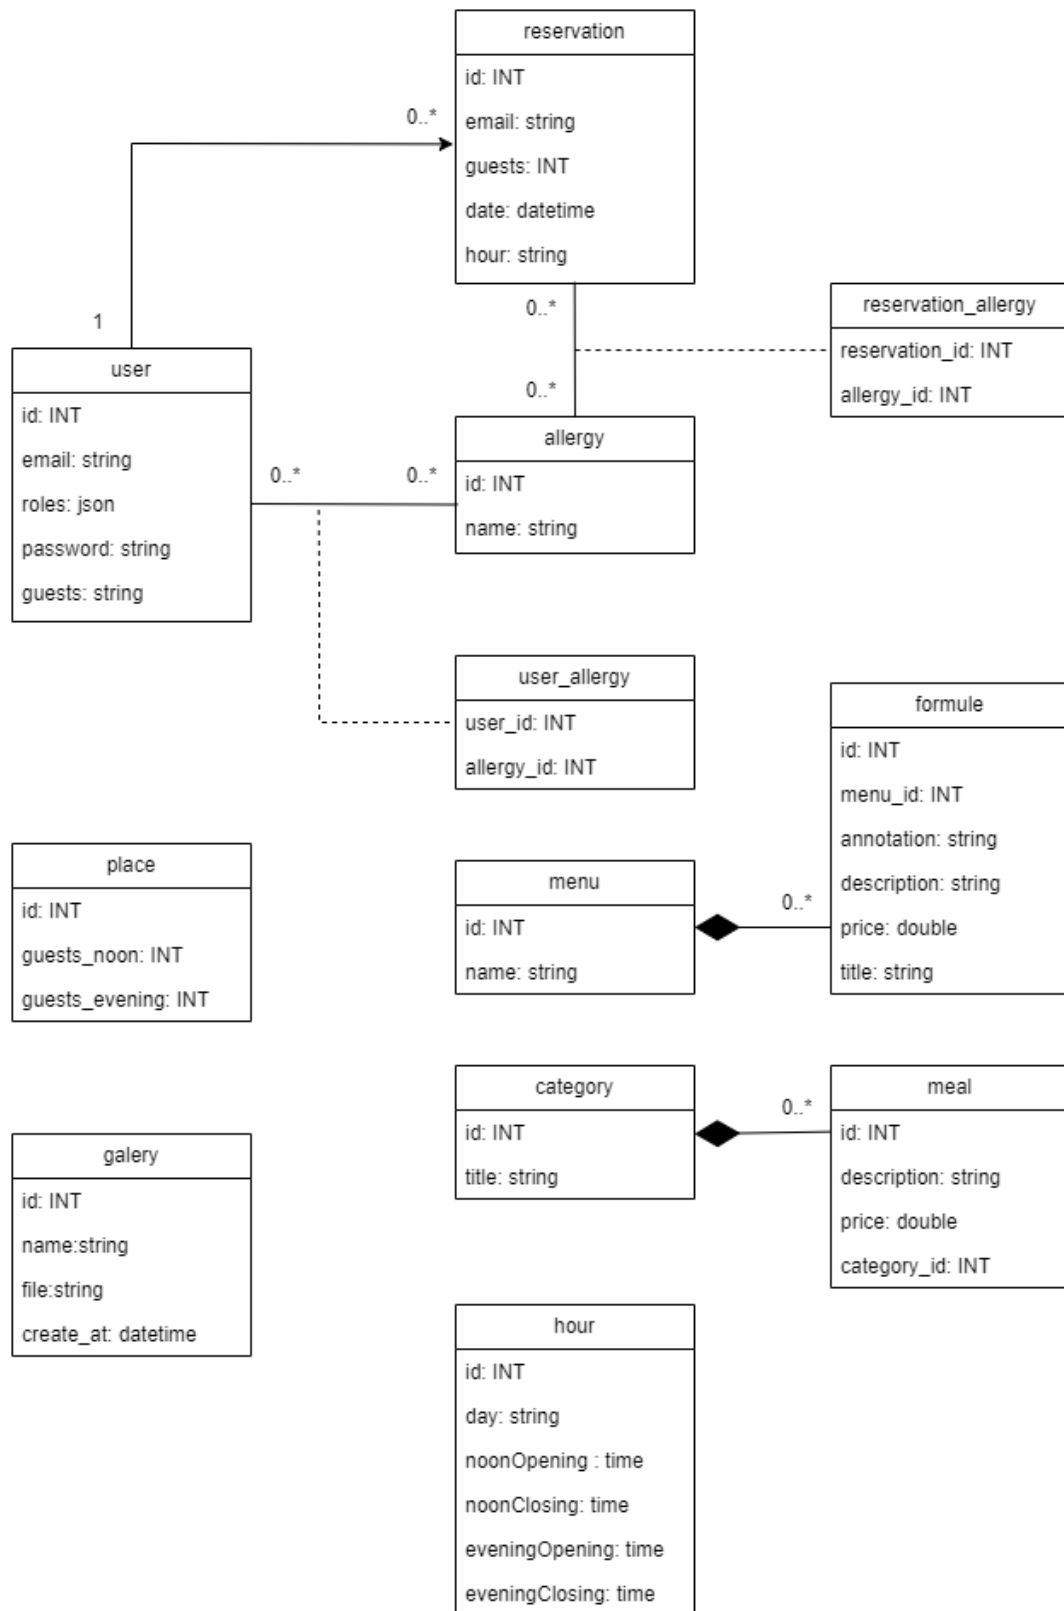 reservation
id: INT
email: string
guests: INT
date: datetime
hour: string
0..*
1
user
id: INT
email: string
roles: json
password: string
guests: string
0..*
0..*
reservation_allergy
reservation_id: INT
allergy_id: INT
allergy
id: INT
name: string
0..*
0..*
user_allergy
user_id: INT
allergy_id: INT
formule
id: INT
menu_id: INT
annotation: string
description: string
price: double
title: string
place
id: INT
guests_noon: INT
guests_evening: INT
menu
id: INT
name: string
0..*
category
id: INT
title: string
0..*
meal
id: INT
description: string
price: double
category_id: INT
galery
id: INT
name:string
file:string
create_at: datetime
hour
id: INT
day: string
noonOpening : time
noonClosing: time
eveningOpening: time
eveningClosing: time